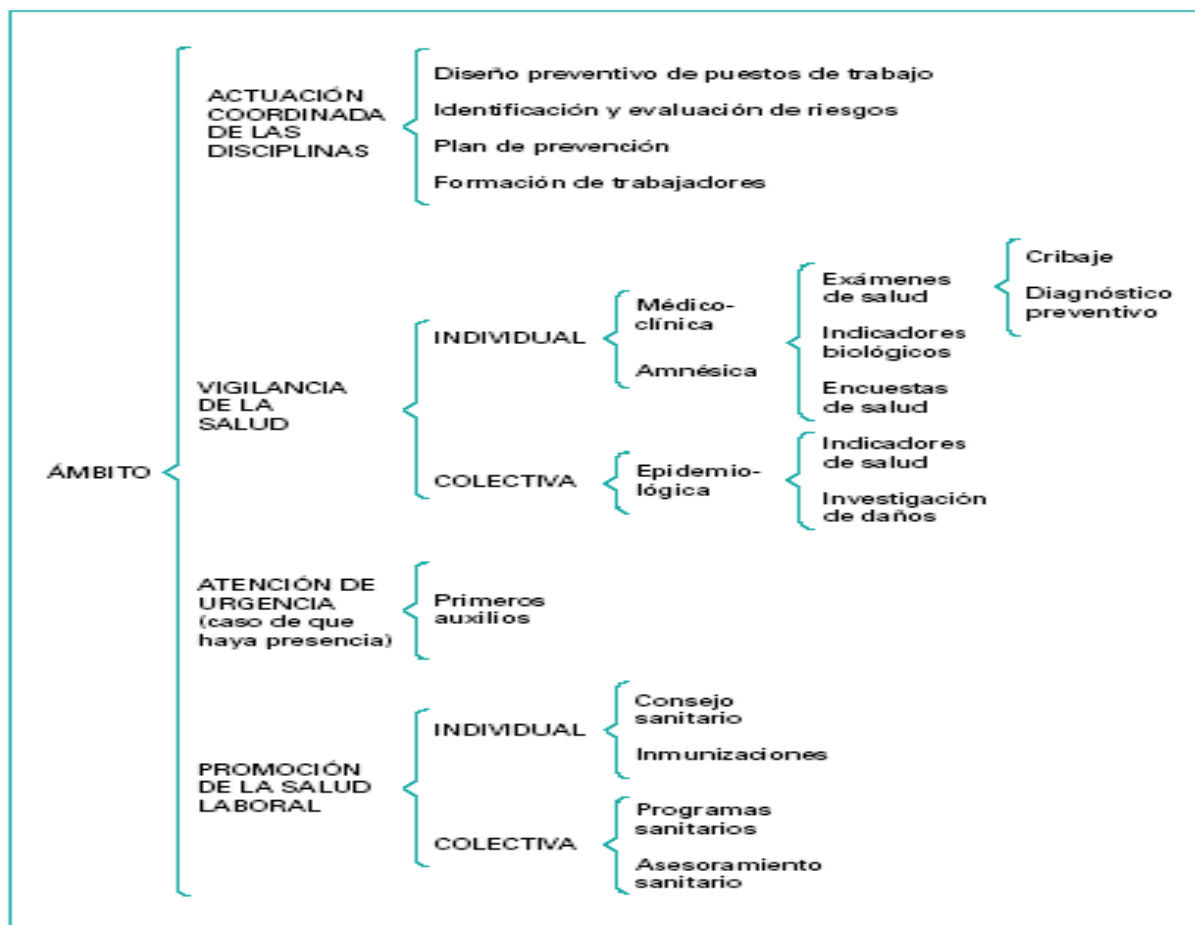 ÁMBITO
ACTUACIÓN
COORDINADA
DE LAS
DISCIPLINAS
Diseño preventivo de puestos de trabajo
Identificación y evaluación de riesgos
Plan de prevención
Formación de trabajadores
VIGILANCIA
DE LA
SALUD
INDIVIDUAL
Médico-
clínica
Amnésica
Exámenes
de salud
Cribaje
Diagnóstico
preventivo
Indicadores
biológicos
Encuestas
de salud
COLECTIVA
Epidemio-
lógica
Indicadores
de salud
Investigación
de daños
ATENCIÓN DE
URGENCIA
(caso de que
haya presencia)
Primeros
auxilios
PROMOCIÓN
DE LA SALUD
LABORAL
INDIVIDUAL
Consejo
sanitario
Inmunizaciones
COLECTIVA
Programas
sanitarios
Asesoramiento
sanitario